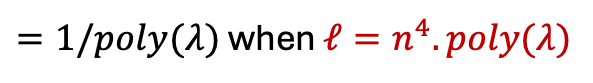 = 1/poly(λ) when ℓ = n⁴.poly(λ)